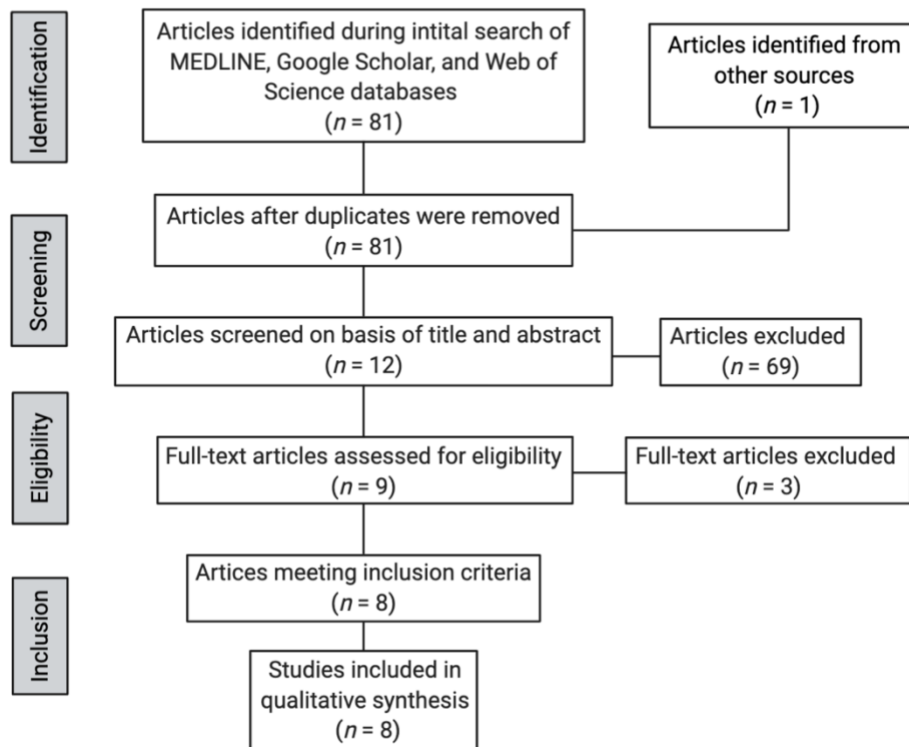 Identification
Articles identified during intital search of
MEDLINE, Google Scholar, and Web of
Science databases
(n = 81)
Articles identified from
other sources
(n = 1)
Screening
Articles after duplicates were removed
(n = 81)
Articles screened on basis of title and abstract
(n = 12)
Articles excluded
(n = 69)
Eligibility
Full-text articles assessed for eligibility
(n = 9)
Full-text articles excluded
(n = 3)
Inclusion
Artices meeting inclusion criteria
(n = 8)
Studies included in
qualitative synthesis
(n = 8)